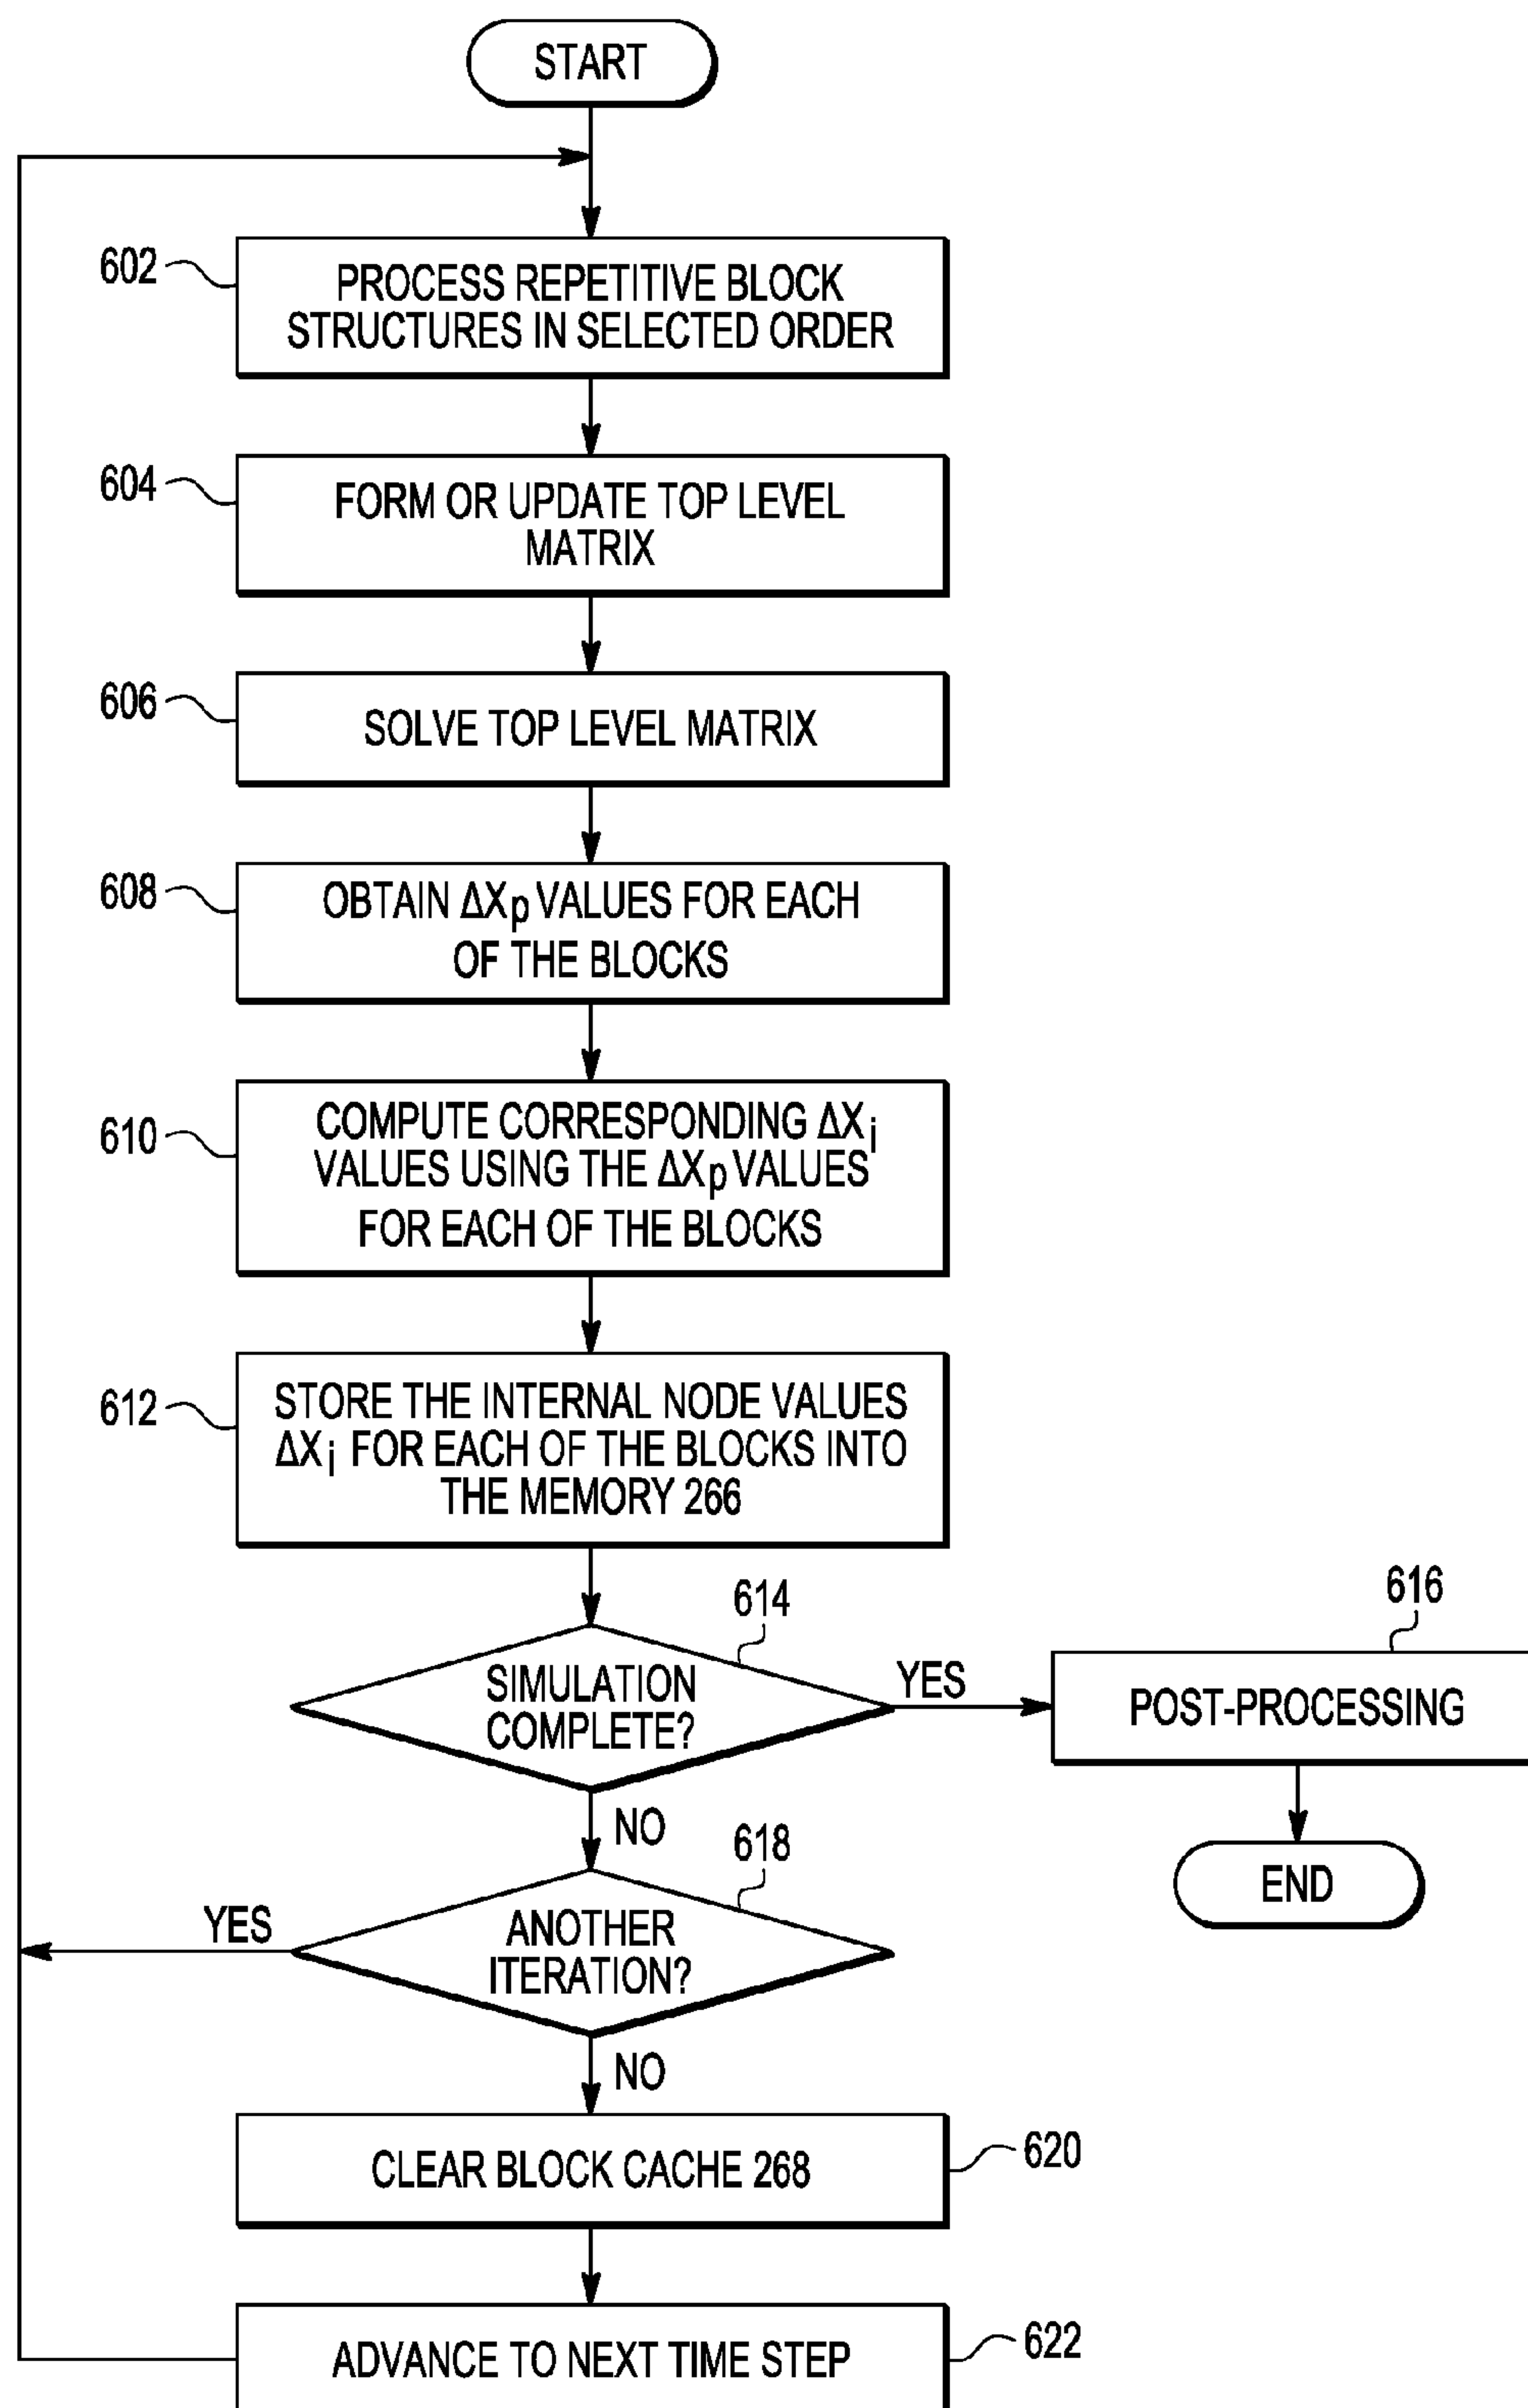 START
602
PROCESS REPETITIVE BLOCK
STRUCTURES IN SELECTED ORDER
604
FORM OR UPDATE TOP LEVEL
MATRIX
606
SOLVE TOP LEVEL MATRIX
608
OBTAIN ΔXp VALUES FOR EACH
OF THE BLOCKS
610
COMPUTE CORRESPONDING ΔXi
VALUES USING THE ΔXp VALUES
FOR EACH OF THE BLOCKS
612
STORE THE INTERNAL NODE VALUES
ΔXi FOR EACH OF THE BLOCKS INTO
THE MEMORY 266
614
SIMULATION
COMPLETE?
YES
616
POST-PROCESSING
END
NO
618
ANOTHER
ITERATION?
YES
NO
CLEAR BLOCK CACHE 268
620
ADVANCE TO NEXT TIME STEP
622